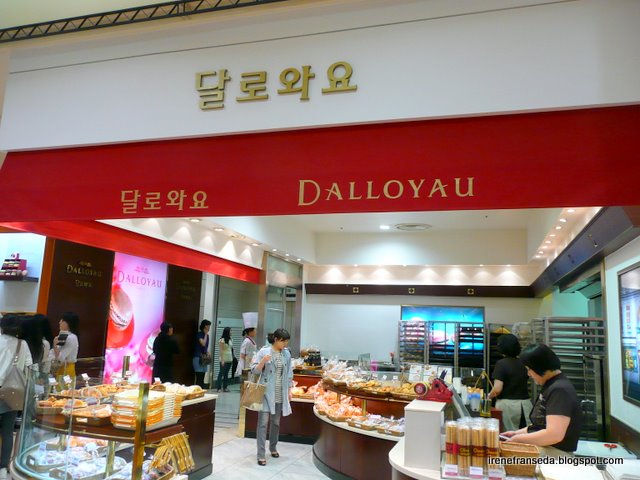 달로와요
달로와요 DALLOYAU
DALLOYAU
DALLOYAU
irenefranseda.blogspot.com